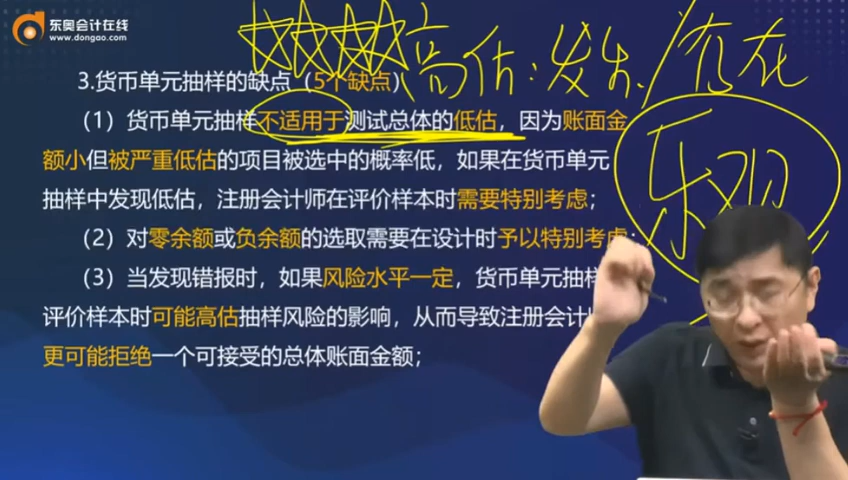 东奥会计在线
www.dongao.com
高估：发生/存在
3.货币单元抽样的缺点（5个缺点）
（1）货币单元抽样不适用于测试总体的低估，因为账面金
额小但被严重低估的项目被选中的概率低，如果在货币单元
抽样中发现低估，注册会计师在评价样本时需要特别考虑；
乐观
（2）对零余额或负余额的选取需要在设计时予以特别考虑；
（3）当发现错报时，如果风险水平一定，货币单元抽样
评价样本时可能高估抽样风险的影响，从而导致注册会计
更可能拒绝一个可接受的总体账面金额；